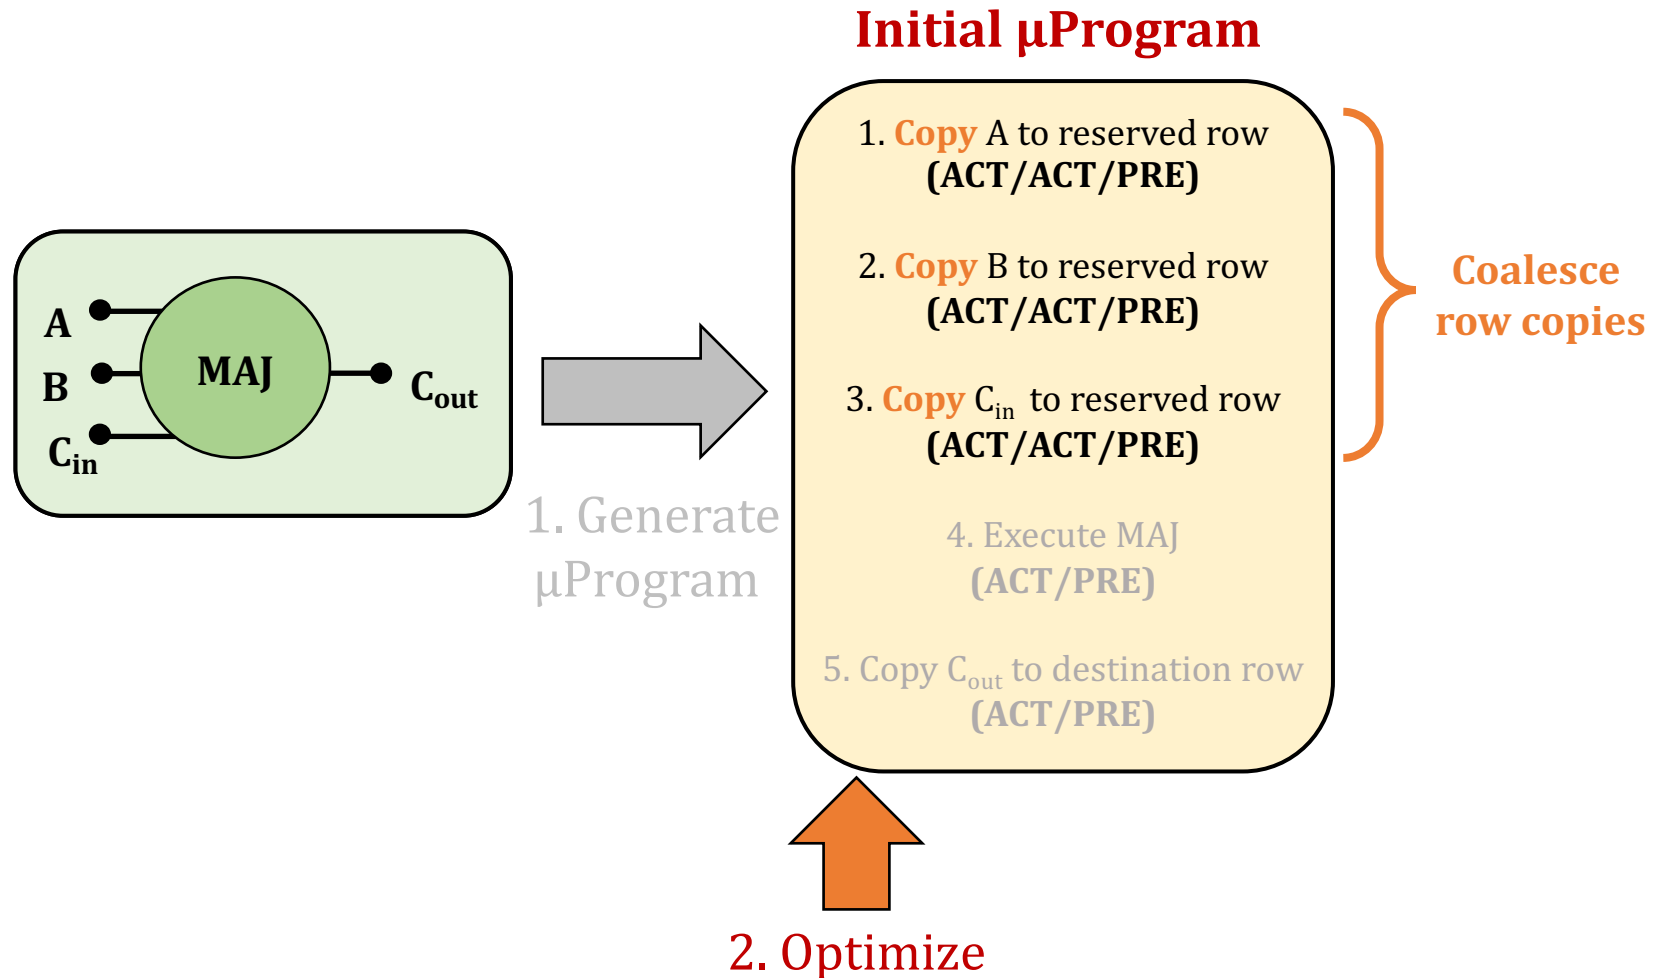 Initial μProgram
1. Copy A to reserved row
(ACT/ACT/PRE)
2. Copy B to reserved row
(ACT/ACT/PRE)
3. Copy Cin to reserved row
(ACT/ACT/PRE)
4. Execute MAJ
(ACT/PRE)
5. Copy Cout to destination row
(ACT/PRE)
Coalesce
row copies
A
B
Cin
MAJ
Cout
1. Generate
μProgram
2. Optimize